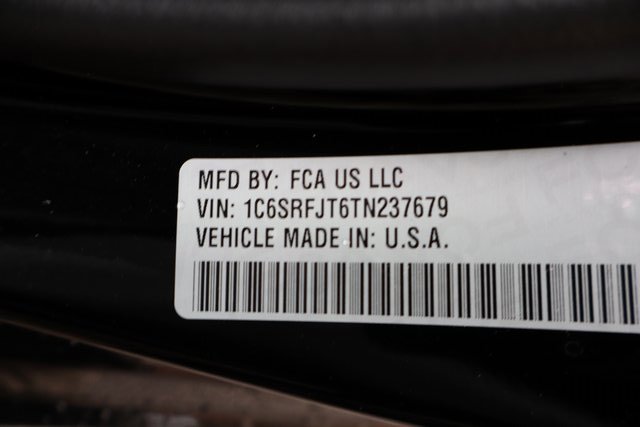 MFD BY: FCA US LLC
VIN: 1C6SRFJT6TN237679
VEHICLE MADE IN: U.S.A.